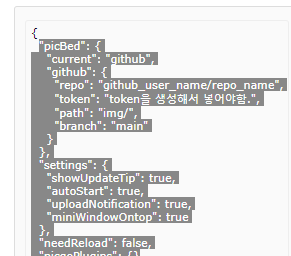 {
"picBed": {
"current": "github",
"github": {
"repo": "github_user_name/repo_name",
"token": "token을 생성해서 넣어야함.",
"path": "img/",
"branch": "main"
}
},
"settings": {
"showUpdateTip": true,
"autoStart": true,
"uploadNotification": true,
"miniWindowOntop": true
},
"needReload": false,
"picgoPlugins": {}